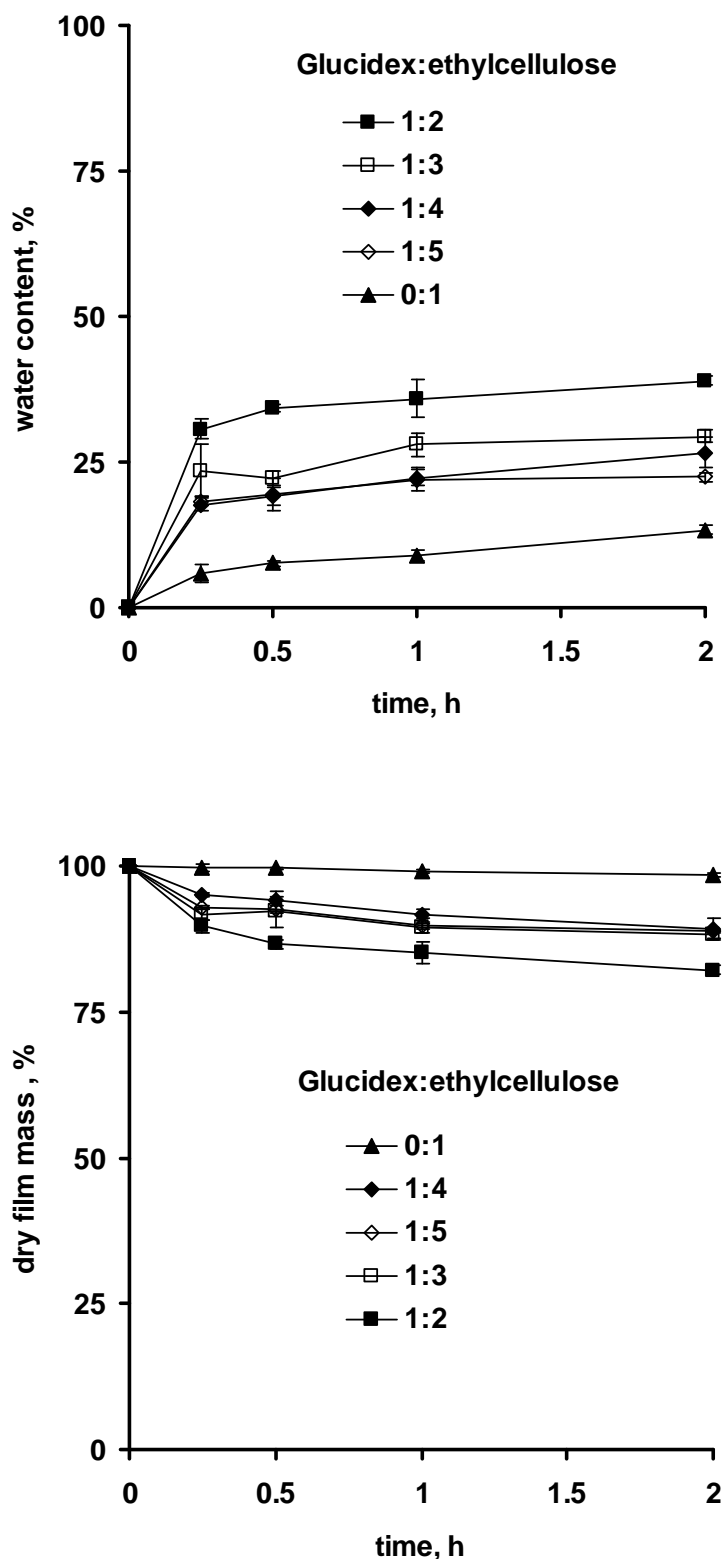 100
75
50
25
0
water content, %
Glucidex:ethylcellulose
1:2
1:3
1:4
1:5
0:1
0 0.5 1 1.5 2
time, h
100
75
50
25
0
dry film mass , %
Glucidex:ethylcellulose
0:1
1:4
1:5
1:3
1:2
0 0.5 1 1.5 2
time, h